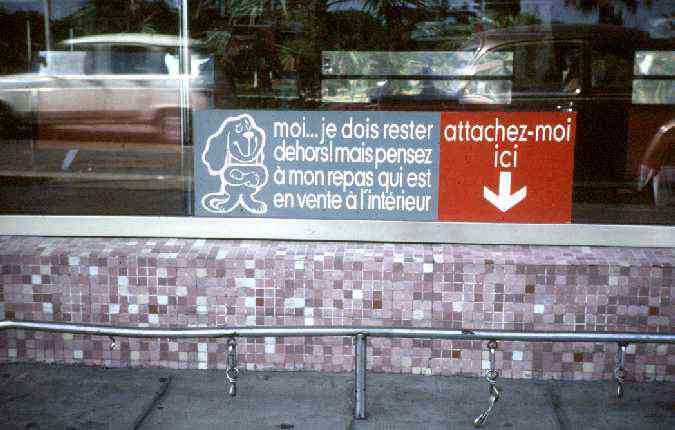 moi... je dois rester
dehors! mais pensez
à mon repas qui est
en vente à l'intérieur
attachez-moi
ici